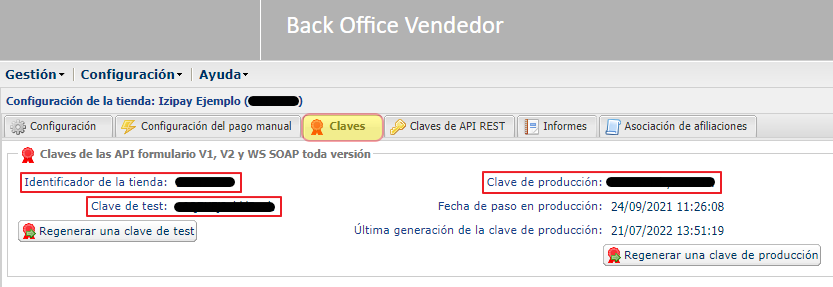 Back Office Vendedor
Gestión Configuración Ayuda
Configuración de la tienda: Izipay Ejemplo ( )
Configuración Configuración del pago manual Claves Claves de API REST Informes Asociación de afiliaciones
Claves de las API formulario V1, V2 y WS SOAP toda versión
Identificador de la tienda: Clave de producción:
Clave de test: Fecha de paso en producción: 24/09/2021 11:26:08
Regenerar una clave de test Última generación de la clave de producción: 21/07/2022 13:51:19
Regenerar una clave de producción